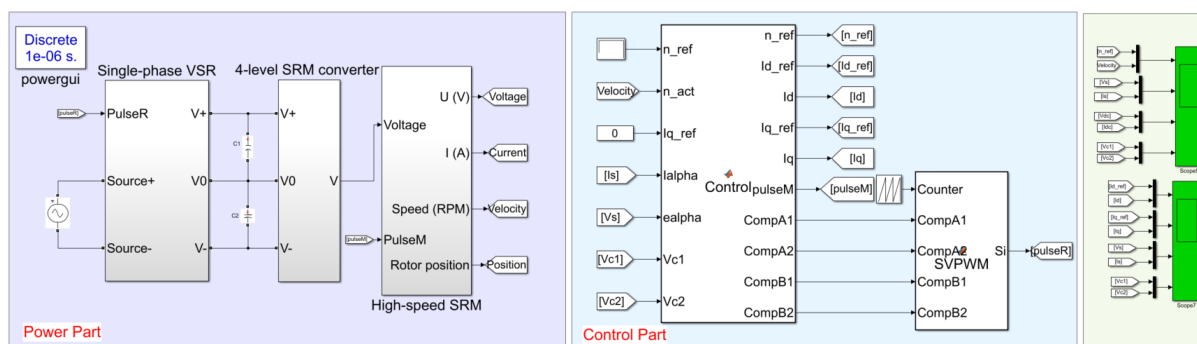 Discrete
1e-06 s.
powergui
Single-phase VSR
PulseR
Source+
Source-
V+
V0
V-
[pulseR]
C1
C2
4-level SRM converter
V+
V0
V-
V
Voltage
PulseM
[pulseM]
U (V)
I (A)
Speed (RPM)
Rotor position
High-speed SRM
Voltage
Current
Velocity
Position
Power Part
n_ref
n_act
Iq_ref
Ialpha
ealpha
Vc1
Vc2
Velocity
0
[Is]
[Vs]
[Vc1]
[Vc2]
Control
n_ref
Id_ref
Id
Iq_ref
Iq
pulseM
CompA1
CompA2
CompB1
CompB2
[n_ref]
[Id_ref]
[Id]
[Iq_ref]
[Iq]
[pulseM]
Counter
CompA1
CompA2
CompB1
CompB2
SVPWM
Si
[pulseR]
Control Part
[n_ref]
Velocity
[Vs]
[Is]
[Vdc]
[Idc]
[Vc1]
[Vc2]
[Id_ref]
[Id]
[Iq_ref]
[Vs]
[Is]
[Vc1]
[Vc2]
Scope7